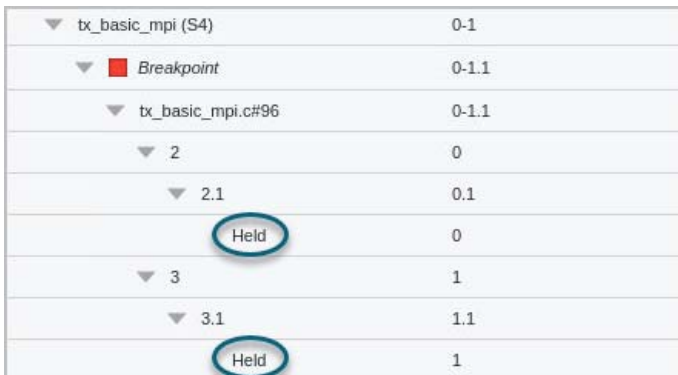 tx_basic_mpi (S4) 0-1
Breakpoint 0-1.1
tx_basic_mpi.c#96 0-1.1
2 0
2.1 0.1
Held 0
3 1
3.1 1.1
Held 1